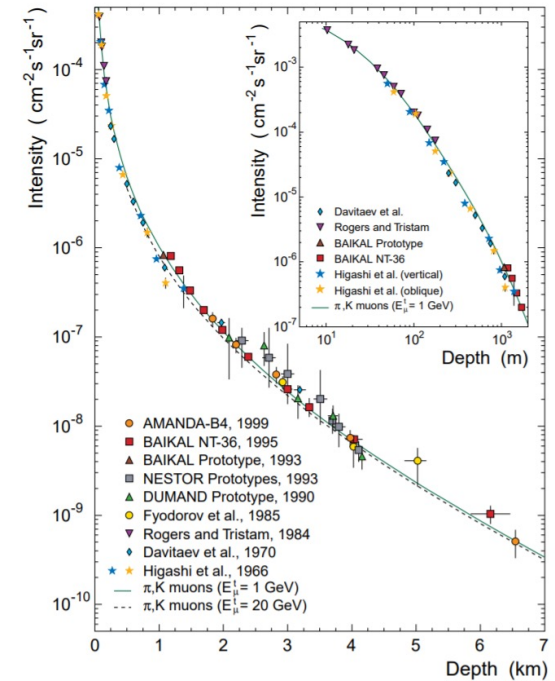 Intensity ( cm⁻² s⁻¹ sr⁻¹ )
10⁻⁴
10⁻⁵
10⁻⁶
10⁻⁷
10⁻⁸
10⁻⁹
10⁻¹⁰
0 1 2 3 4 5 6 7
Depth (km)
Intensity ( cm⁻² s⁻¹ sr⁻¹ )
10⁻³
10⁻⁴
10⁻⁵
10⁻⁶
10⁻⁷
Davitaev et al.
Rogers and Tristam
BAIKAL Prototype
BAIKAL NT-36
Higashi et al. (vertical)
Higashi et al. (oblique)
π,K muons (Eᵗμ = 1 GeV)
10¹ 10² 10³
Depth (m)
AMANDA-B4, 1999
BAIKAL NT-36, 1995
BAIKAL Prototype, 1993
NESTOR Prototypes, 1993
DUMAND Prototype, 1990
Fyodorov et al., 1985
Rogers and Tristam, 1984
Davitaev et al., 1970
Higashi et al., 1966
π,K muons (Eᵗμ = 1 GeV)
π,K muons (Eᵗμ = 20 GeV)